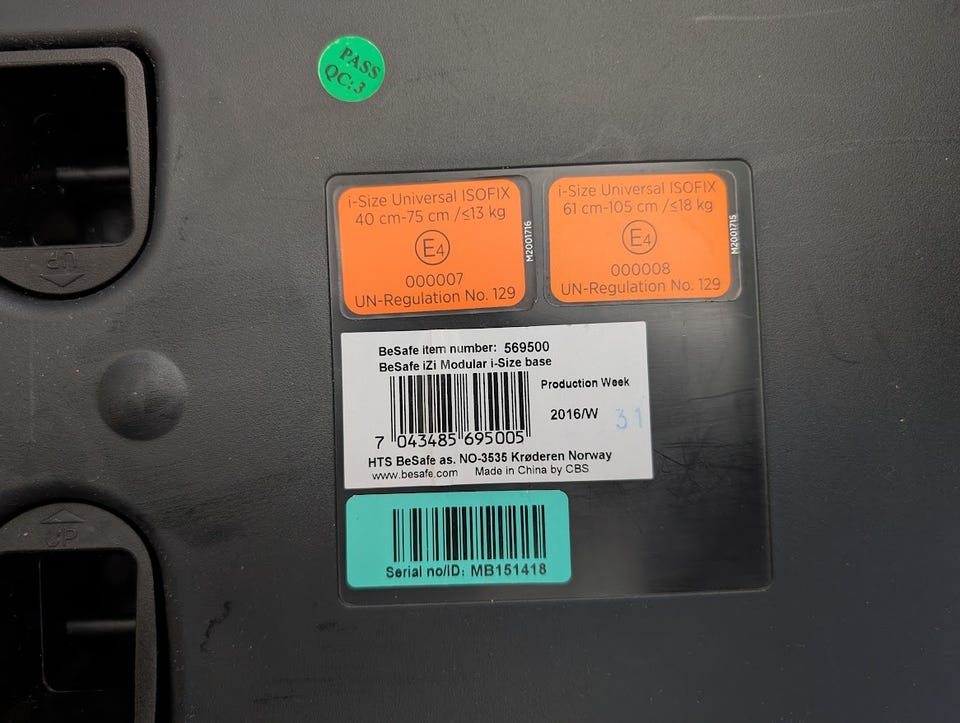 PASS
QC:3
i-Size Universal ISOFIX
40 cm-75 cm /≤13 kg
E4
000007
UN-Regulation No. 129
M2001716
i-Size Universal ISOFIX
61 cm-105 cm /≤18 kg
E4
000008
UN-Regulation No. 129
M2001715
BeSafe item number: 569500
BeSafe iZi Modular i-Size base
Production Week
2016/W 31
7 043485 695005
HTS BeSafe as. NO-3535 Krøderen Norway
www.besafe.com Made in China by CBS
Serial no/ID: MB151418
UP
UP